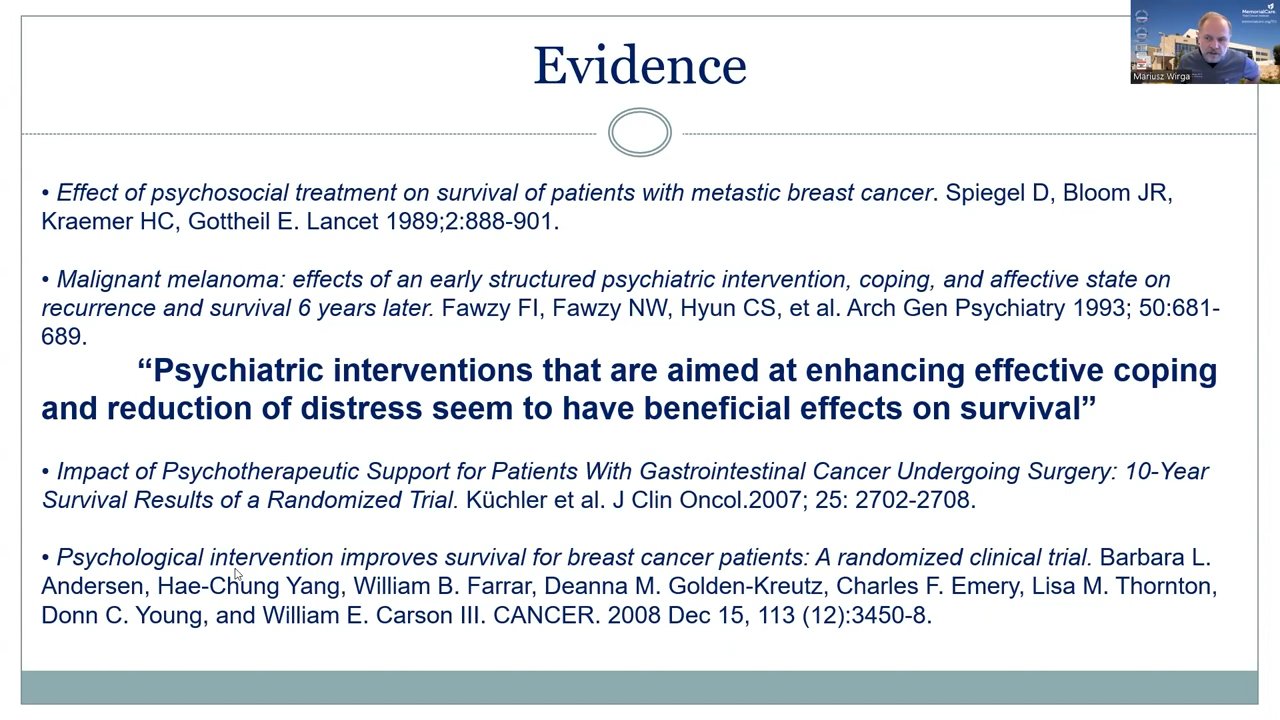 Evidence
MemorialCare
Mariusz Wirga
• Effect of psychosocial treatment on survival of patients with metastic breast cancer. Spiegel D, Bloom JR,
Kraemer HC, Gottheil E. Lancet 1989;2:888-901.
• Malignant melanoma: effects of an early structured psychiatric intervention, coping, and affective state on
recurrence and survival 6 years later. Fawzy FI, Fawzy NW, Hyun CS, et al. Arch Gen Psychiatry 1993; 50:681-
689.
“Psychiatric interventions that are aimed at enhancing effective coping
and reduction of distress seem to have beneficial effects on survival”
• Impact of Psychotherapeutic Support for Patients With Gastrointestinal Cancer Undergoing Surgery: 10-Year
Survival Results of a Randomized Trial. Küchler et al. J Clin Oncol.2007; 25: 2702-2708.
• Psychological intervention improves survival for breast cancer patients: A randomized clinical trial. Barbara L.
Andersen, Hae-Chung Yang, William B. Farrar, Deanna M. Golden-Kreutz, Charles F. Emery, Lisa M. Thornton,
Donn C. Young, and William E. Carson III. CANCER. 2008 Dec 15, 113 (12):3450-8.